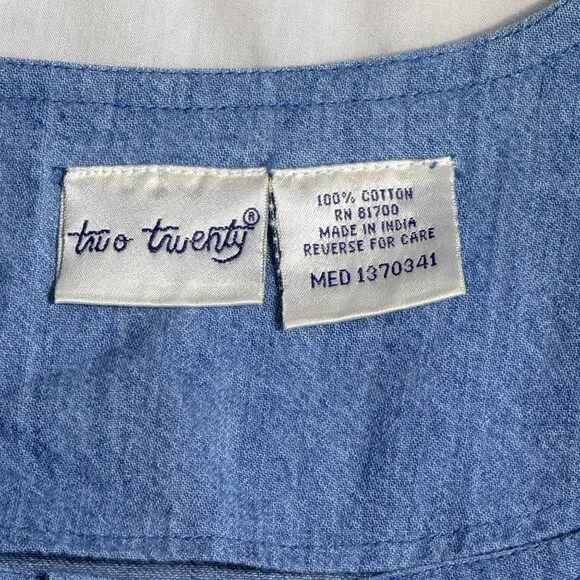 two twenty®
100% COTTON
RN 81700
MADE IN INDIA
REVERSE FOR CARE
MED 1370341